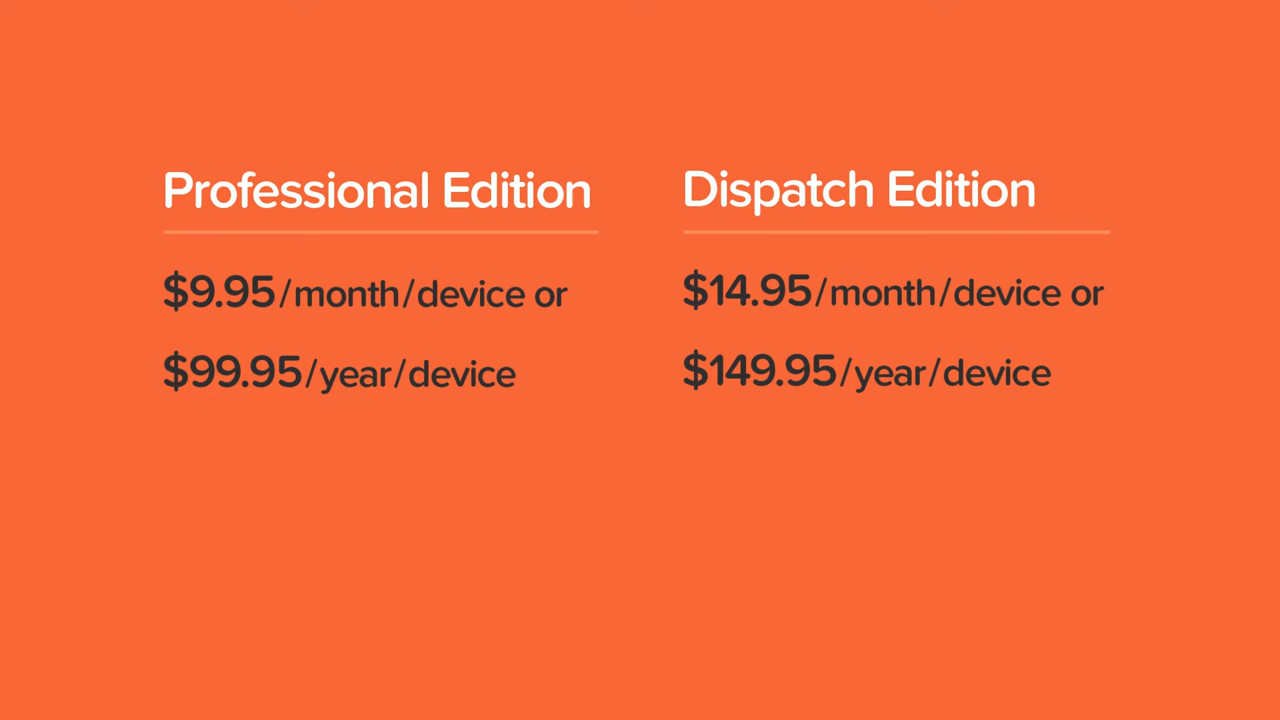 Professional Edition
$9.95/month/device or
$99.95/year/device
Dispatch Edition
$14.95/month/device or
$149.95/year/device